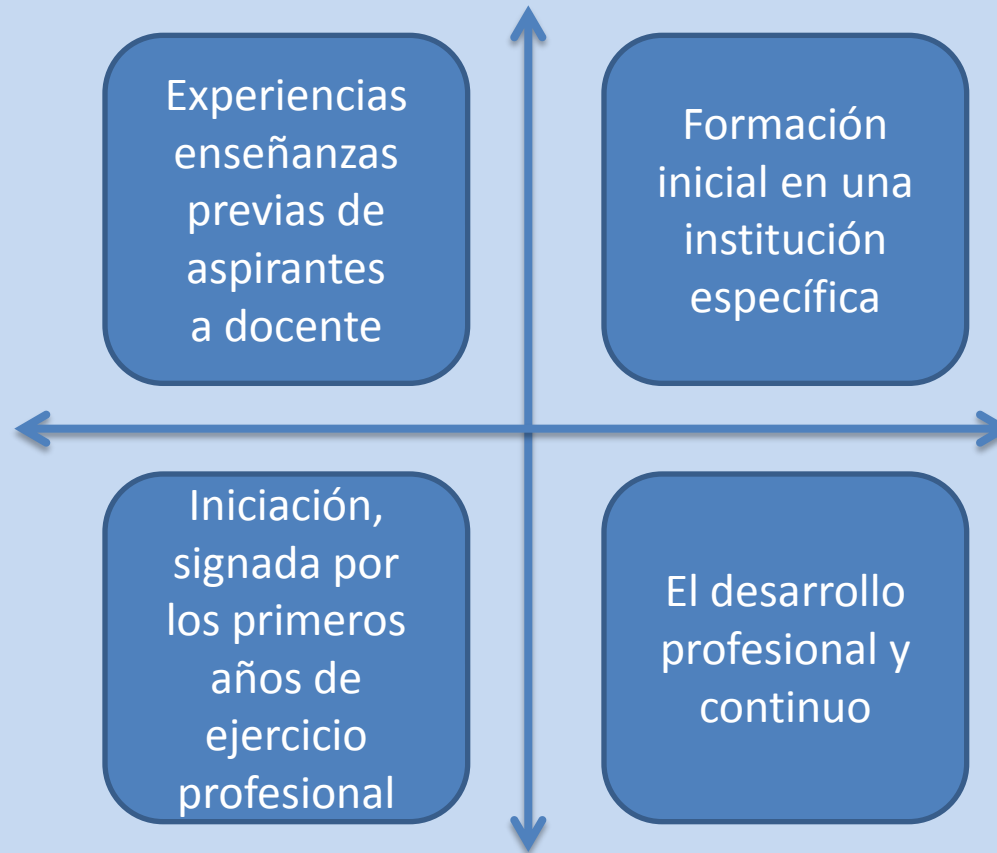 Experiencias
enseñanzas
previas de
aspirantes
a docente
Formación
inicial en una
institución
específica
Iniciación,
signada por
los primeros
años de
ejercicio
profesional
El desarrollo
profesional y
continuo